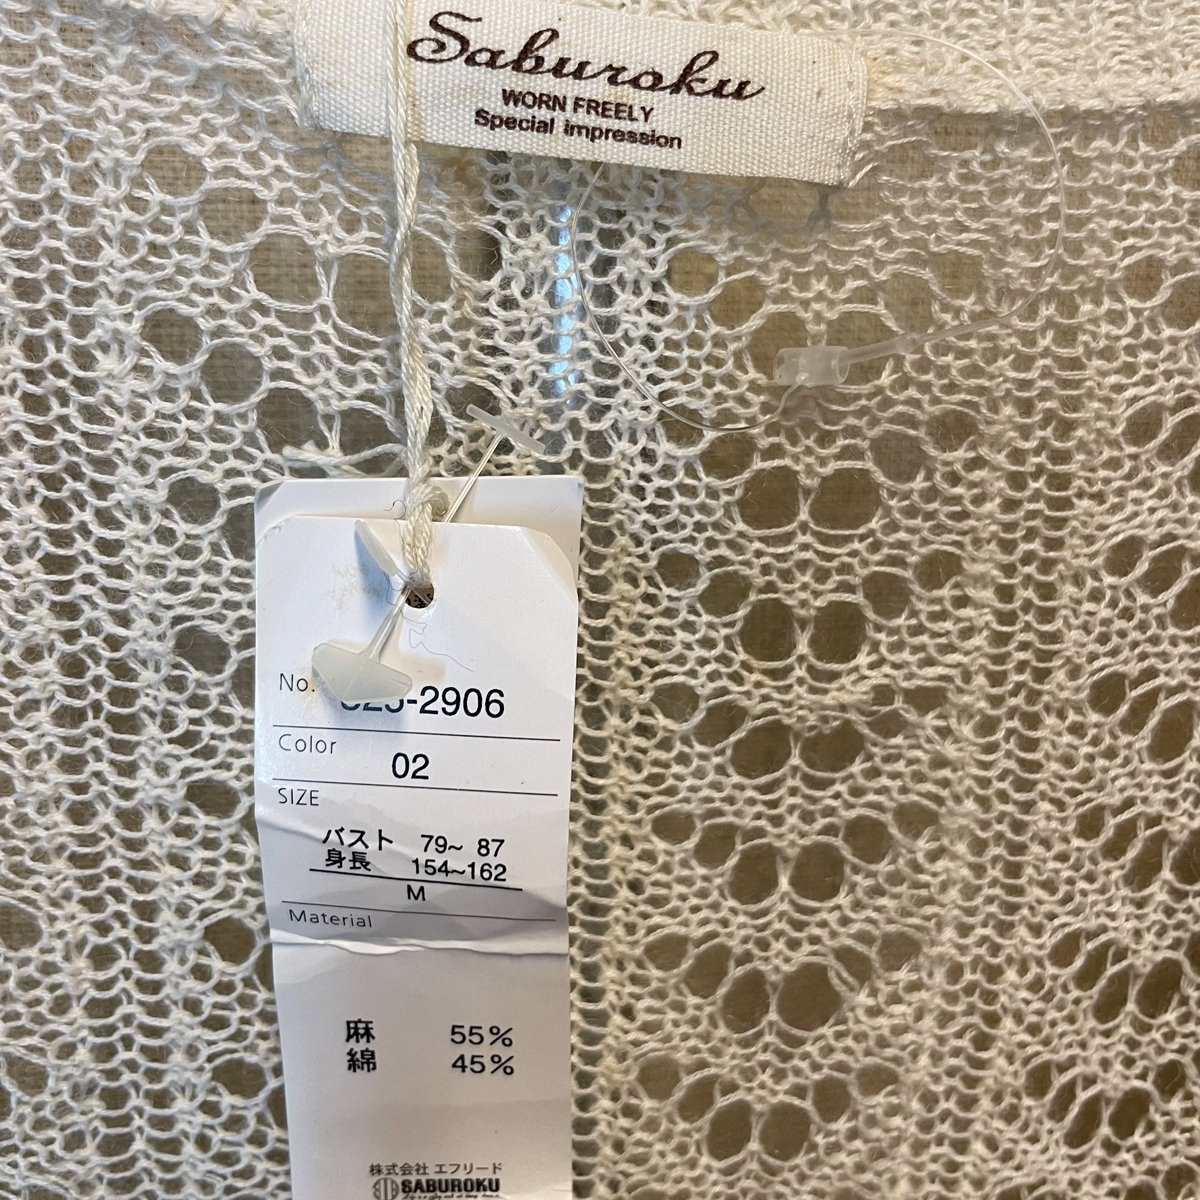 Saburoku
WORN FREELY
Special impression
No. -2906
Color
02
SIZE
バスト 79~ 87
身長 154~162
M
Material
麻 55%
綿 45%
株式会社 エフリード
SABUROKU